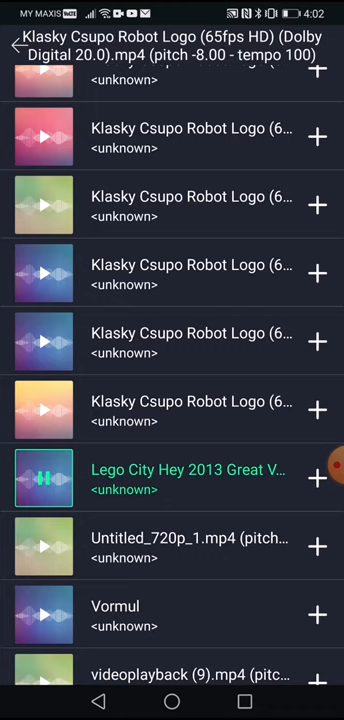 MY MAXIS VoLTE 4:02
Klasky Csupo Robot Logo (65fps HD) (Dolby
Digital 20.0).mp4 (pitch -8.00 - tempo 100)
<unknown>
Klasky Csupo Robot Logo (6...
<unknown>
Klasky Csupo Robot Logo (6...
<unknown>
Klasky Csupo Robot Logo (6...
<unknown>
Klasky Csupo Robot Logo (6...
<unknown>
Klasky Csupo Robot Logo (6...
<unknown>
Lego City Hey 2013 Great V...
<unknown>
Untitled_720p_1.mp4 (pitch...
<unknown>
Vormul
<unknown>
videoplayback (9).mp4 (pitc...